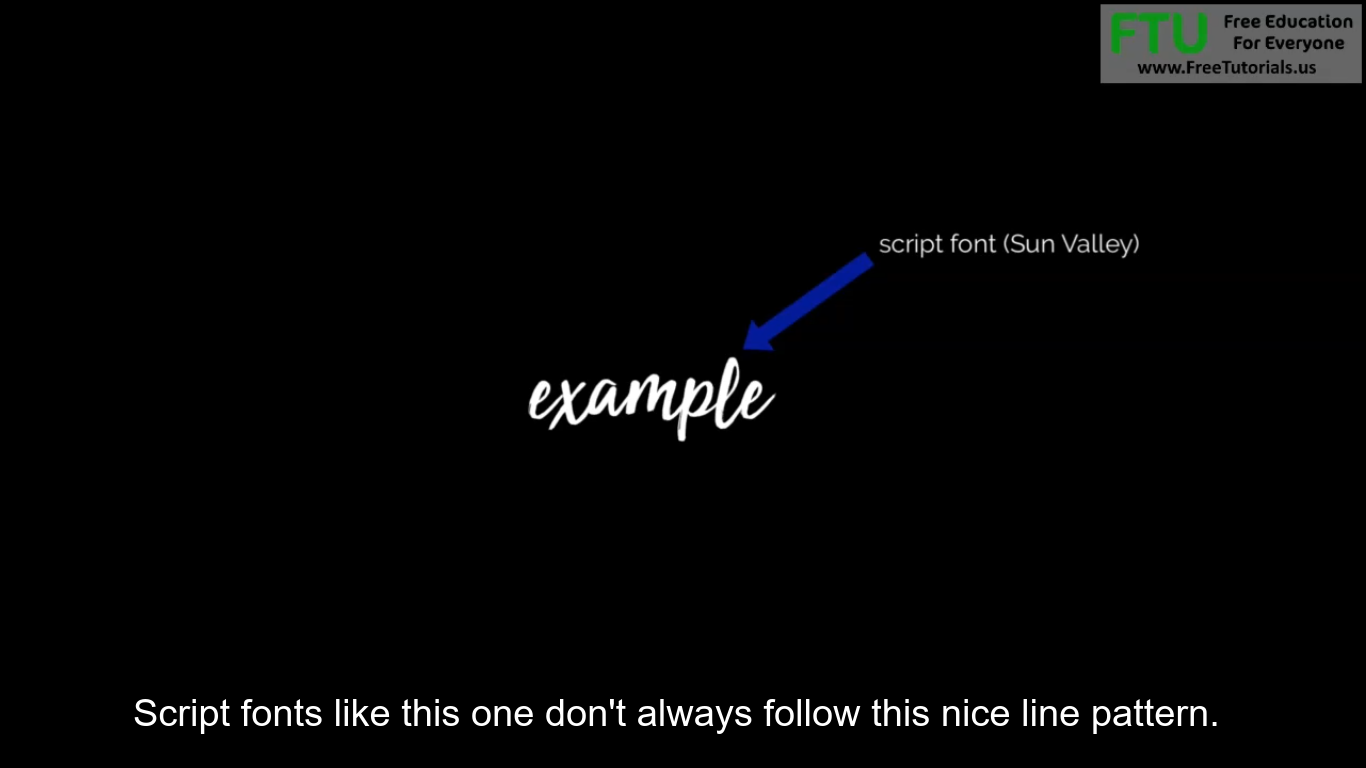 FTU Free Education
For Everyone
www.FreeTutorials.us
script font (Sun Valley)
example
Script fonts like this one don't always follow this nice line pattern.